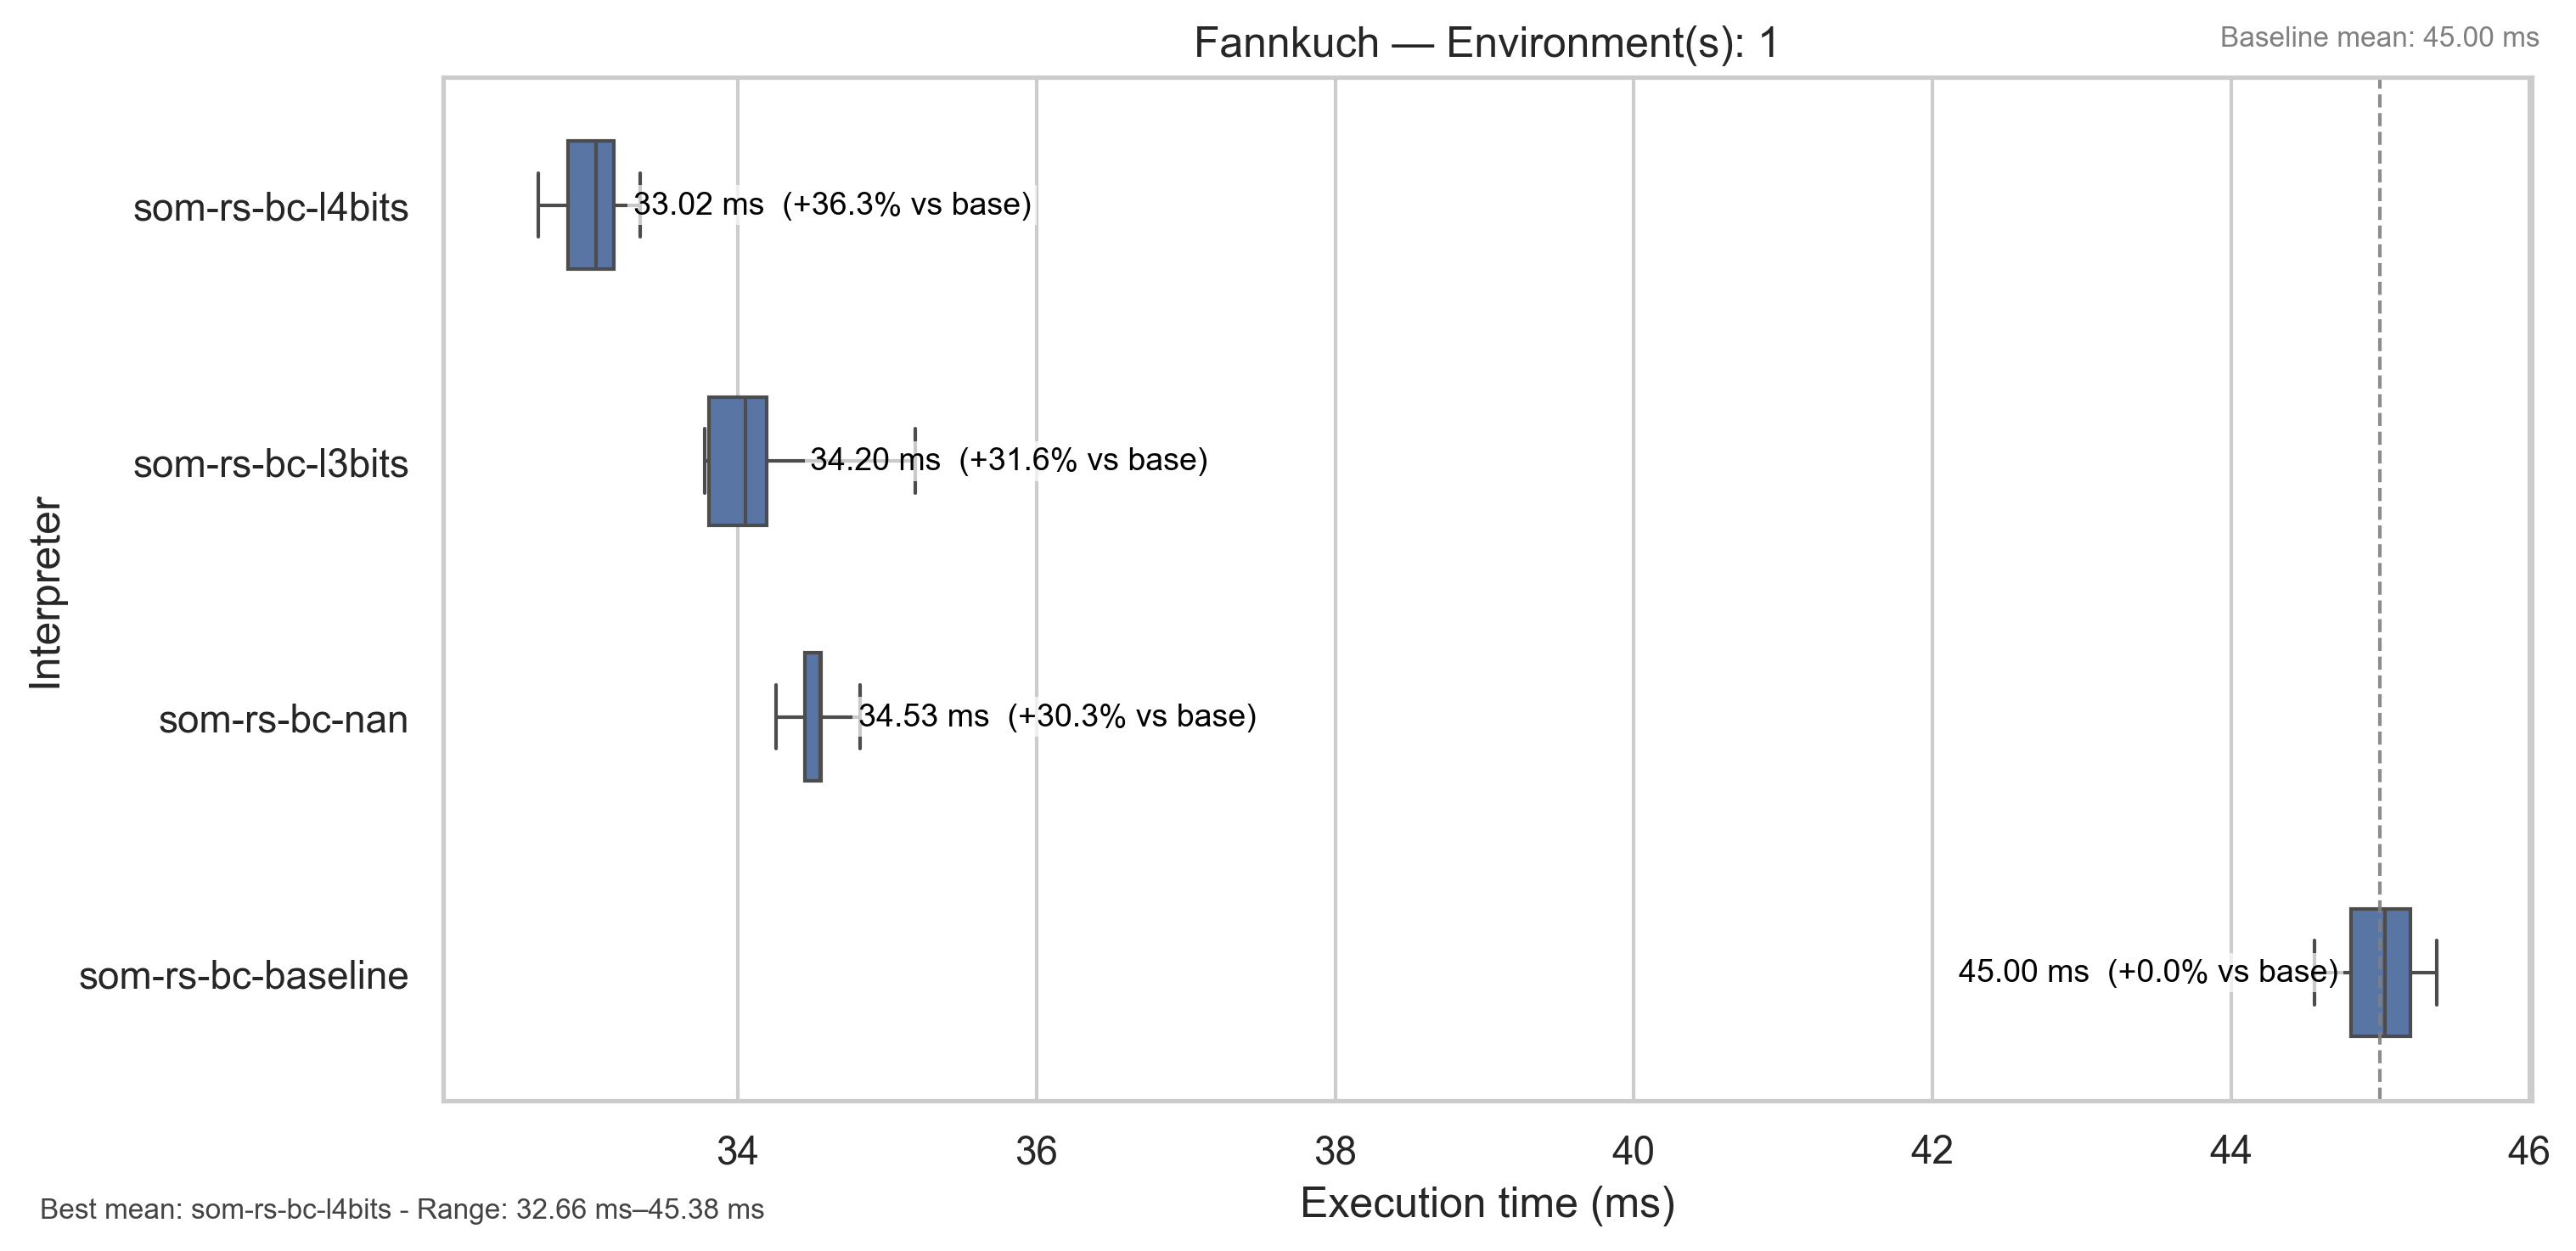 Fannkuch — Environment(s): 1
Baseline mean: 45.00 ms
Interpreter
som-rs-bc-l4bits
33.02 ms  (+36.3% vs base)
som-rs-bc-l3bits
34.20 ms  (+31.6% vs base)
som-rs-bc-nan
34.53 ms  (+30.3% vs base)
som-rs-bc-baseline
45.00 ms  (+0.0% vs base)
34 36 38 40 42 44 46
Execution time (ms)
Best mean: som-rs-bc-l4bits - Range: 32.66 ms–45.38 ms